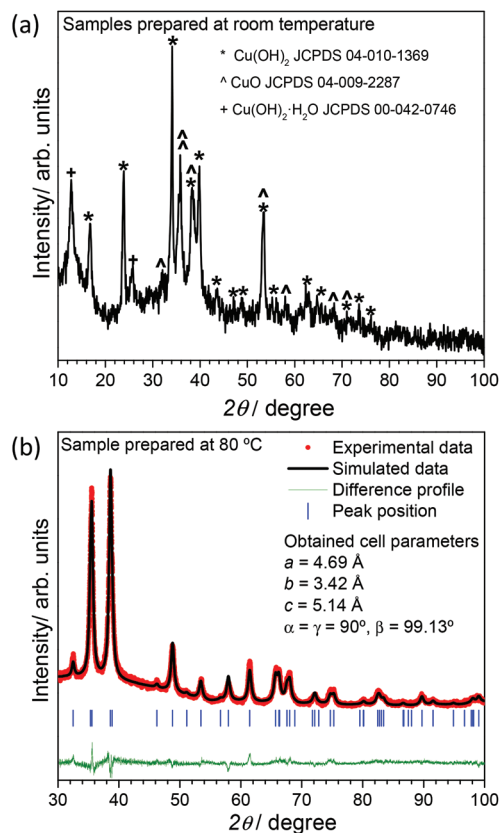 (a)
Samples prepared at room temperature
* Cu(OH)₂ JCPDS 04-010-1369
^ CuO JCPDS 04-009-2287
+ Cu(OH)₂·H₂O JCPDS 00-042-0746
Intensity/ arb. units
+ * * + ^ * ^ ^ ^ * * * * * ^ * * ^ * * ^ ^ * * *
10 20 30 40 50 60 70 80 90 100
2θ / degree
(b)
Sample prepared at 80 ºC
Experimental data
Simulated data
Difference profile
Peak position
Obtained cell parameters
a = 4.69 Å
b = 3.42 Å
c = 5.14 Å
α = γ = 90º, β = 99.13º
Intensity/ arb. units
30 40 50 60 70 80 90 100
2θ / degree